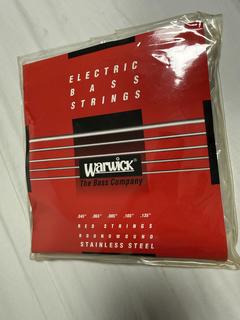 ELECTRIC
BASS
STRINGS
Warwick
The Bass Company
.045" .065" .085" .105" .135"
RED STRINGS
ROUNDWOUND
STAINLESS STEEL